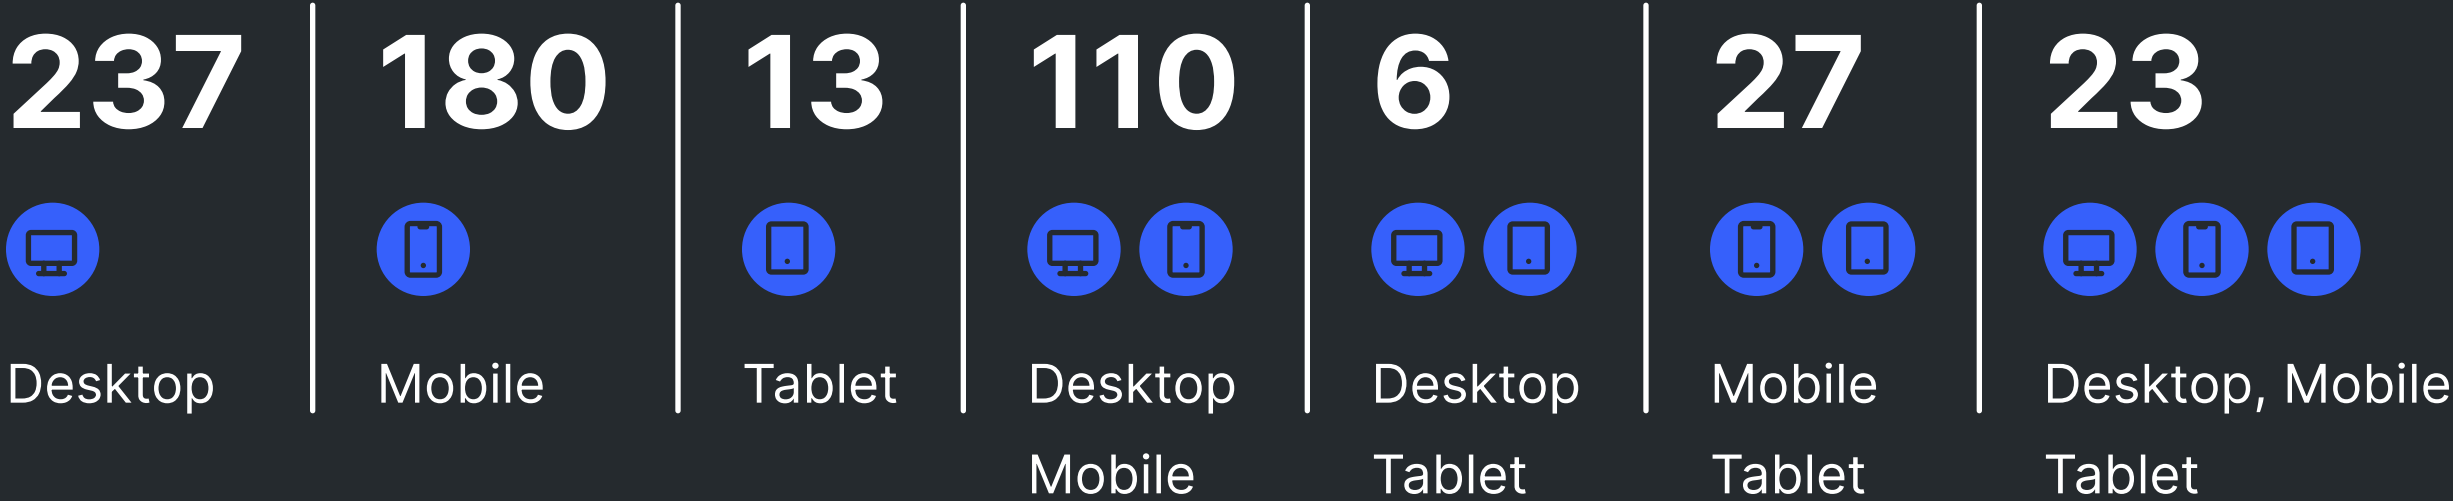 237
180
13
110
6
27
23
Desktop
Mobile
Tablet
Desktop
Mobile
Desktop
Tablet
Mobile
Tablet
Desktop, Mobile
Tablet